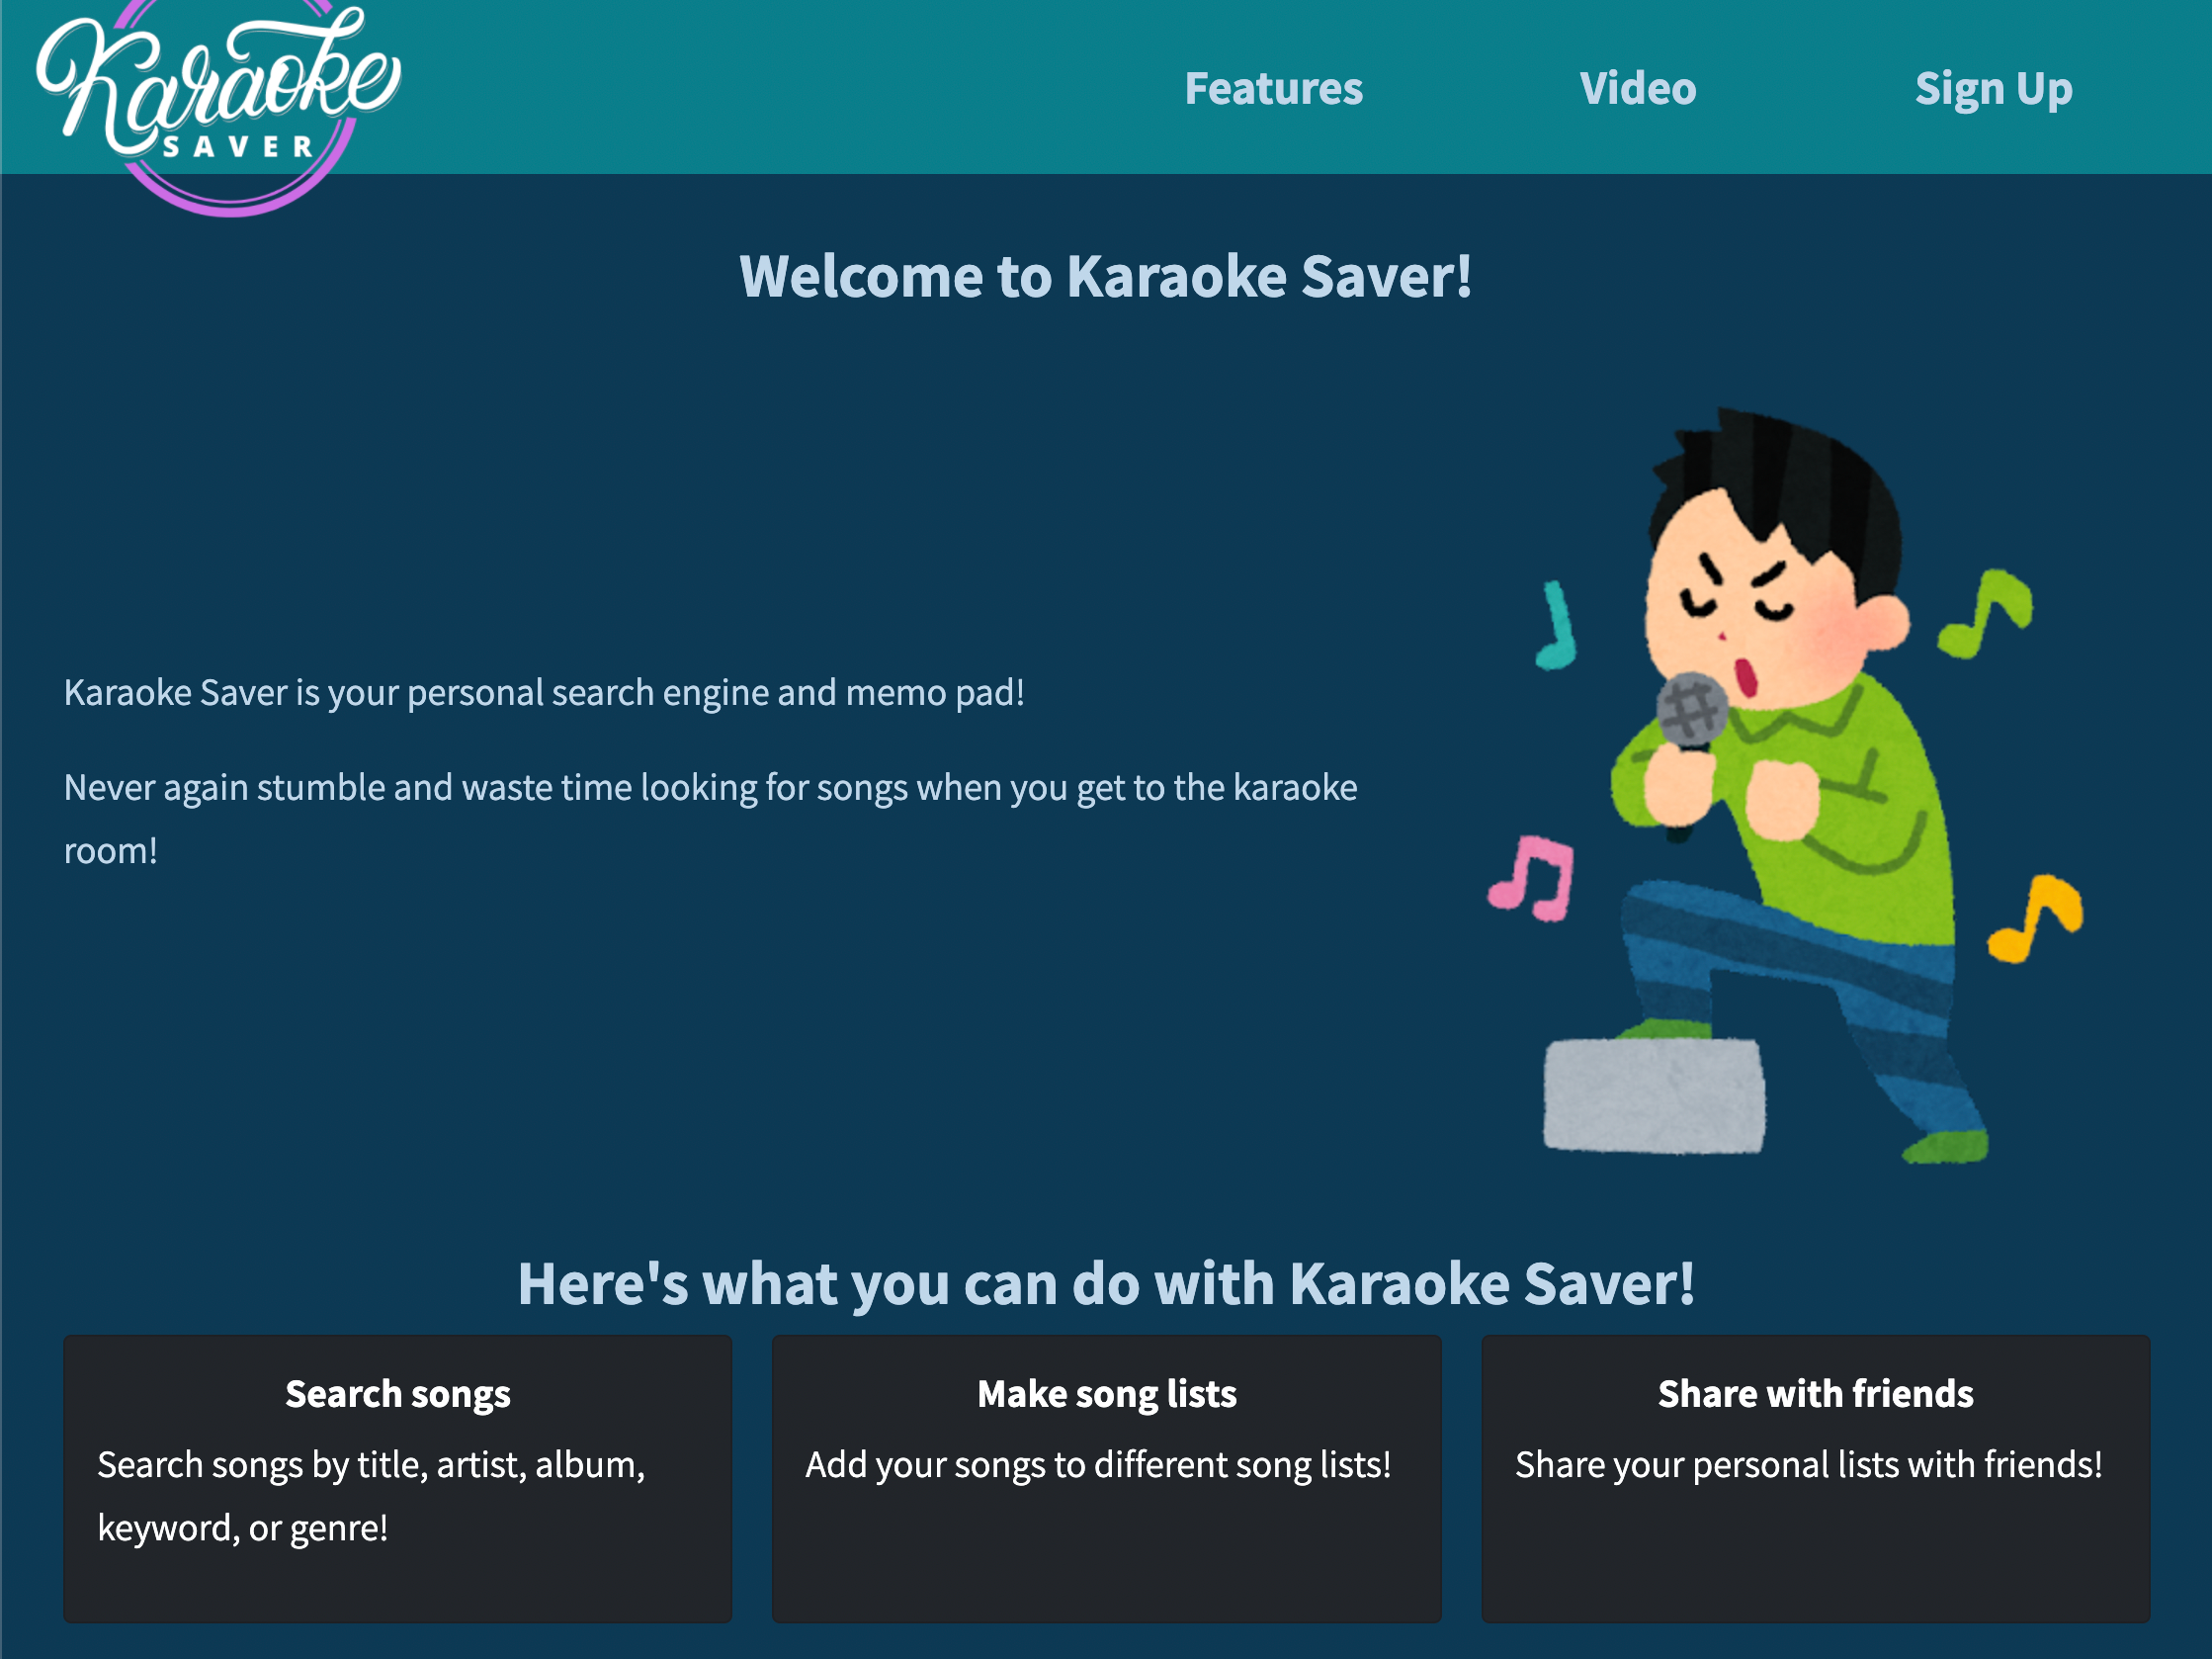 Karaoke
SAVER
Features
Video
Sign Up
Welcome to Karaoke Saver!
Karaoke Saver is your personal search engine and memo pad!
Never again stumble and waste time looking for songs when you get to the karaoke
room!
Here's what you can do with Karaoke Saver!
Search songs
Search songs by title, artist, album,
keyword, or genre!
Make song lists
Add your songs to different song lists!
Share with friends
Share your personal lists with friends!